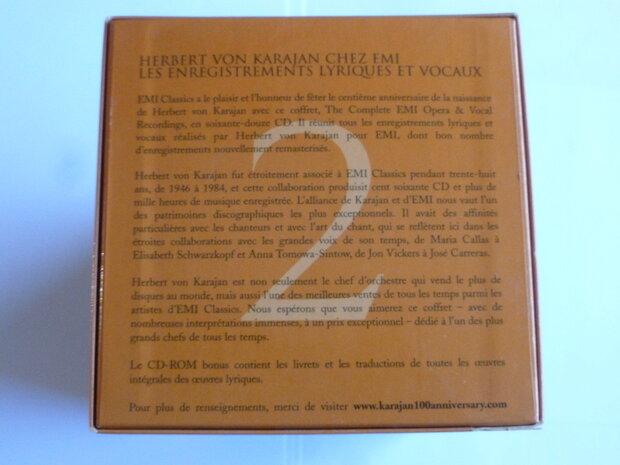 HERBERT VON KARAJAN CHEZ EMI
LES ENREGISTREMENTS LYRIQUES ET VOCAUX
EMI Classics a le plaisir et l'honneur de fêter le centième anniversaire de la naissance
de Herbert von Karajan avec ce coffret, The Complete EMI Opera & Vocal
Recordings, en soixante-douze CD. Il réunit tous les enregistrements lyriques et
vocaux réalisés par Herbert von Karajan pour EMI, dont bon nombre
d'enregistrements nouvellement remasterisés.
Herbert von Karajan fut étroitement associé à EMI Classics pendant trente-huit
ans, de 1946 à 1984, et cette collaboration produisit cent soixante CD et plus de
mille heures de musique enregistrée. L'alliance de Karajan et d'EMI nous vaut l'un
des patrimoines discographiques les plus exceptionnels. Il avait des affinités
particulières avec les chanteurs et avec l'art du chant, qui se reflètent ici dans les
étroites collaborations avec les grandes voix de son temps, de Maria Callas à
Elisabeth Schwarzkopf et Anna Tomowa-Sintow, de Jon Vickers à José Carreras.
2
Herbert von Karajan est non seulement le chef d'orchestre qui vend le plus de
disques au monde, mais aussi l'une des meilleures ventes de tous les temps parmi les
artistes d'EMI Classics. Nous espérons que vous aimerez ce coffret – avec de
nombreuses interprétations immenses, à un prix exceptionnel – dédié à l'un des plus
grands chefs de tous les temps.
Le CD-ROM bonus contient les livrets et les traductions de toutes les œuvres
intégrales des œuvres lyriques.
Pour plus de renseignements, merci de visiter www.karajan100anniversary.com